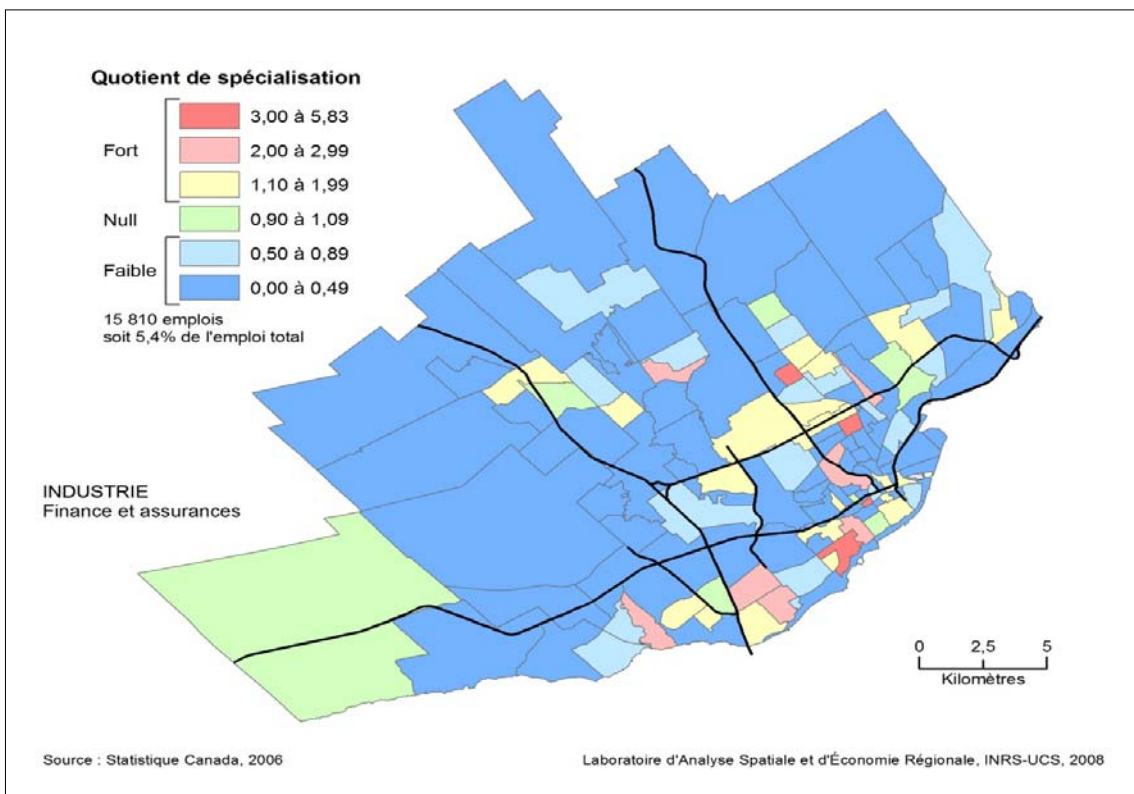 Quotient de spécialisation
Fort
3,00 à 5,83
2,00 à 2,99
1,10 à 1,99
Null
0,90 à 1,09
Faible
0,50 à 0,89
0,00 à 0,49
15 810 emplois
soit 5,4% de l'emploi total
INDUSTRIE
Finance et assurances
0 2,5 5
Kilomètres
Source : Statistique Canada, 2006
Laboratoire d'Analyse Spatiale et d'Économie Régionale, INRS-UCS, 2008